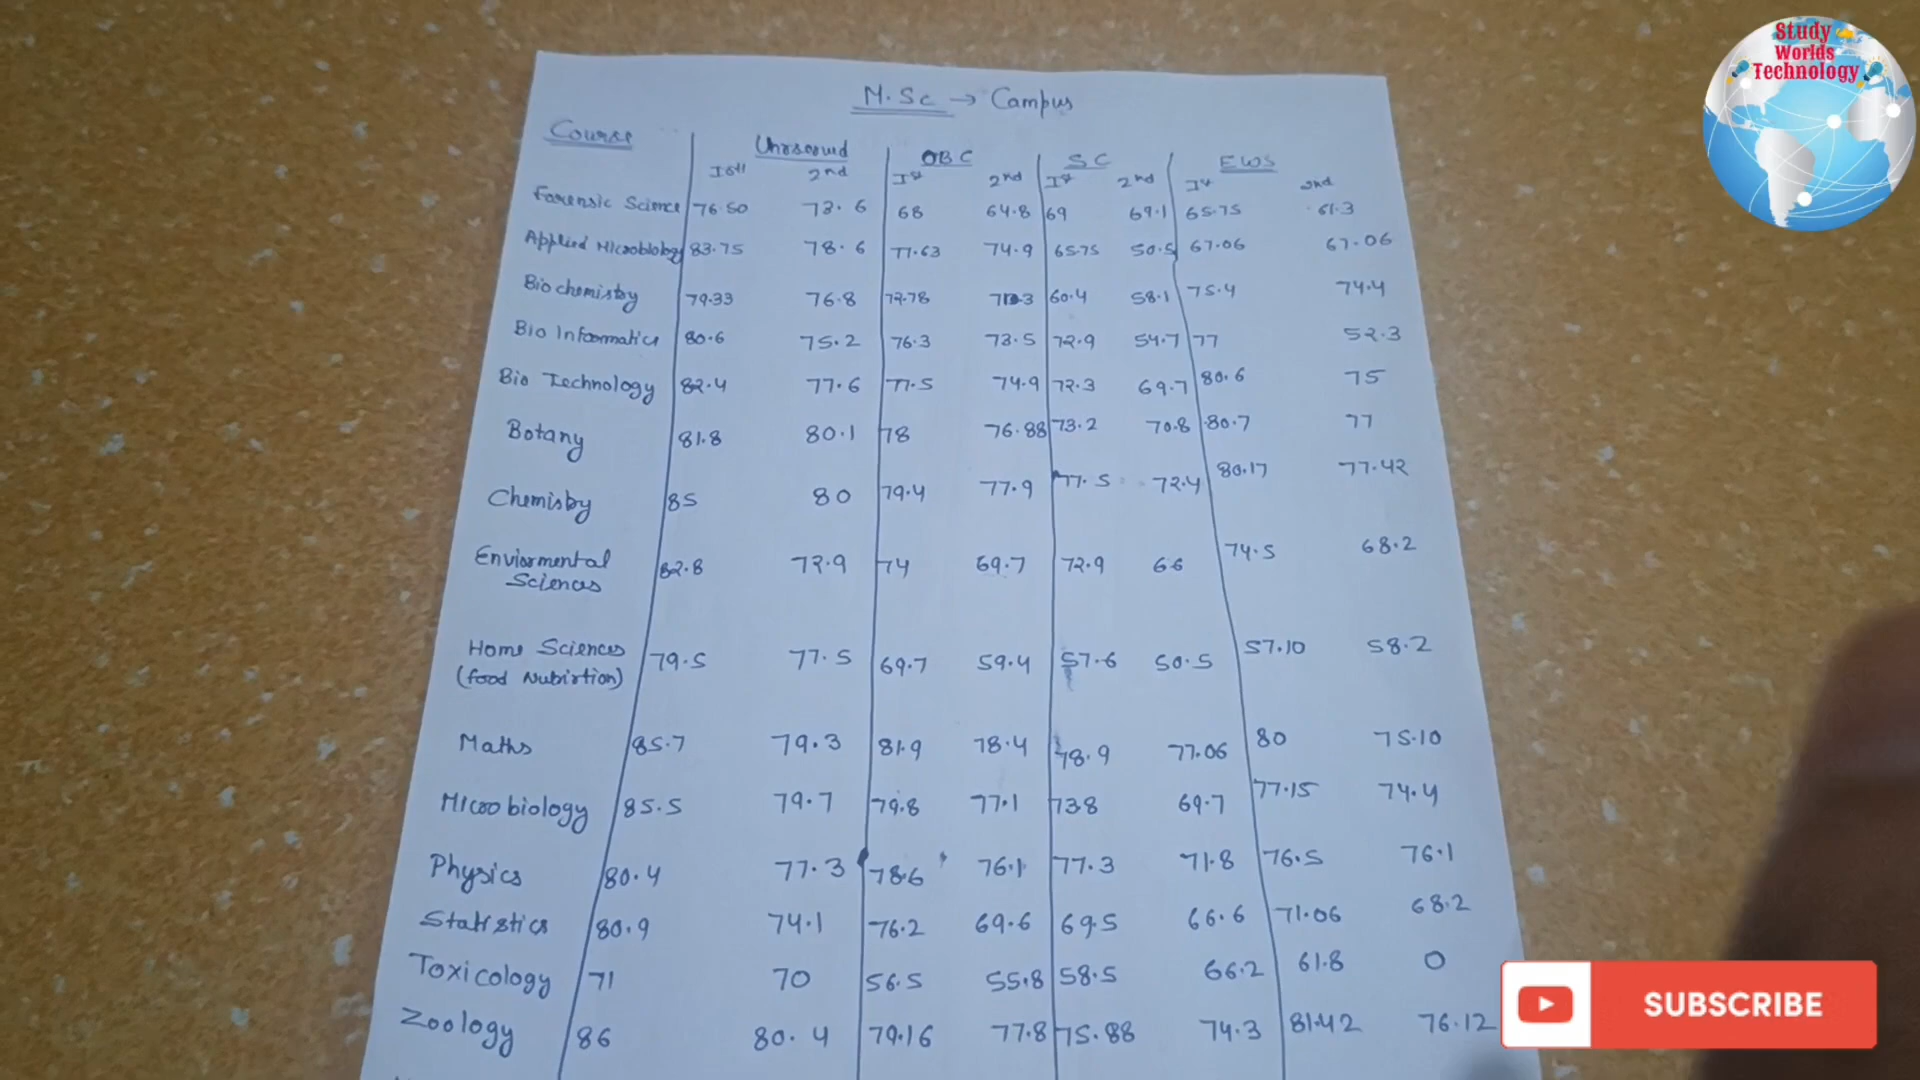 Study
Worlds
Technology
M.Sc → Campus
Course Unreserved OBC SC EWS
Ist 2nd Ist 2nd Ist 2nd Ist 2nd
Forensic Science 76.50 73.6 68 64.8 69 69.1 65.75 61.3
Applied Microbiology 83.75 78.6 77.63 74.9 65.75 50.5 67.06 67.06
Biochemistry 79.33 76.8 72.78 60.4 58.1 75.4 74.4
Bio Informatics 80.6 75.2 76.3 73.5 72.9 54.7 77 52.3
Bio Technology 82.4 77.6 77.5 74.9 72.3 69.7 80.6 75
Botany 81.8 80.1 78 76.88 73.2 70.8 80.7 77
Chemistry 85 80 79.4 77.9 77.5 72.4 80.17 77.42
Enviormental 82.8 72.9 74 69.7 72.9 66 74.5 68.2
Sciences
Home Sciences 79.5 77.5 69.7 59.4 57.6 50.5 57.10 58.2
(food Nutrition)
Maths 85.7 79.3 81.9 78.4 78.9 77.06 80 75.10
Microbiology 85.5 79.7 79.8 77.1 73.8 69.7 77.15 74.4
Physics 80.4 77.3 78.6 76.1 77.3 71.8 76.5 76.1
Statistics 80.9 74.1 76.2 69.6 69.5 66.6 71.06 68.2
Toxicology 71 70 56.5 55.8 58.5 66.2 61.8 0
Zoology 86 80.4 79.16 77.8 75.88 74.3 81.42 76.12
SUBSCRIBE